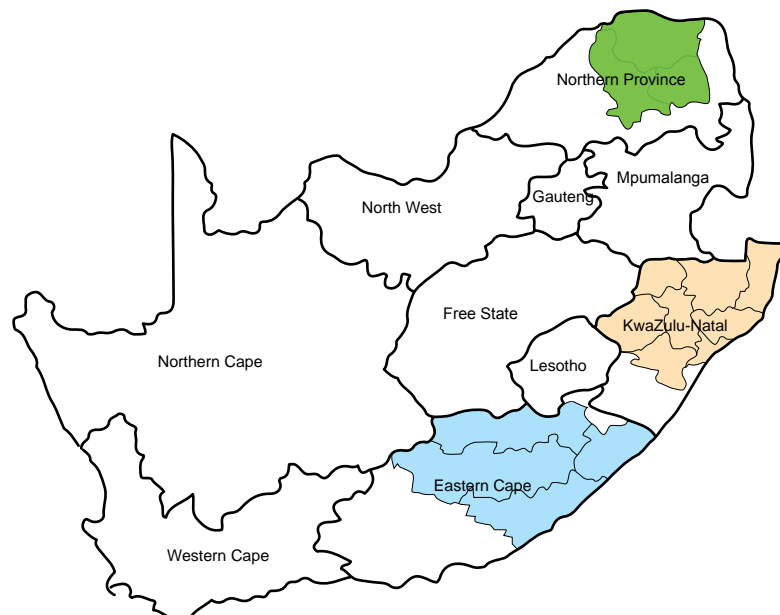 Northern Province
Mpumalanga
Gauteng
North West
Free State
KwaZulu-Natal
Northern Cape
Lesotho
Eastern Cape
Western Cape